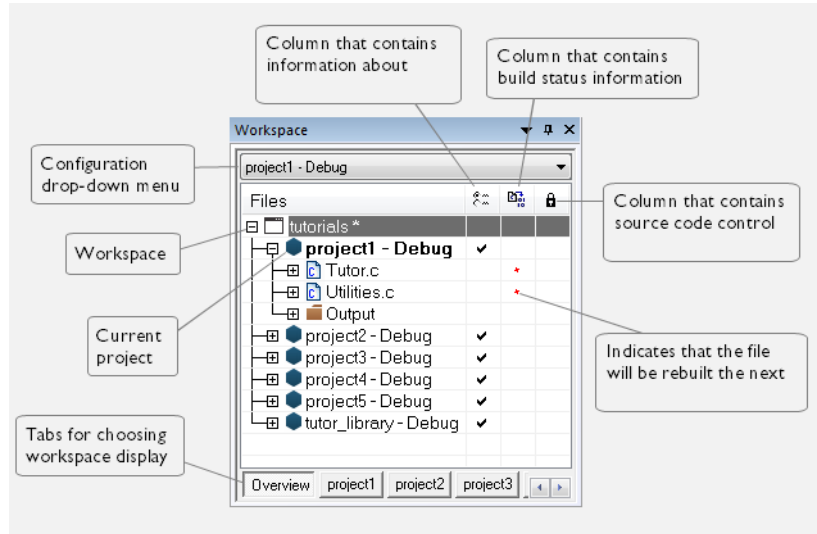 Column that contains
information about
Column that contains
build status information
Workspace
Configuration
drop-down menu
project1 - Debug
Files
Column that contains
source code control
tutorials *
Workspace
project1 - Debug
Tutor.c
Utilities.c
Output
Current
project
project2 - Debug
project3 - Debug
project4 - Debug
project5 - Debug
tutor_library - Debug
Indicates that the file
will be rebuilt the next
Tabs for choosing
workspace display
Overview project1 project2 project3